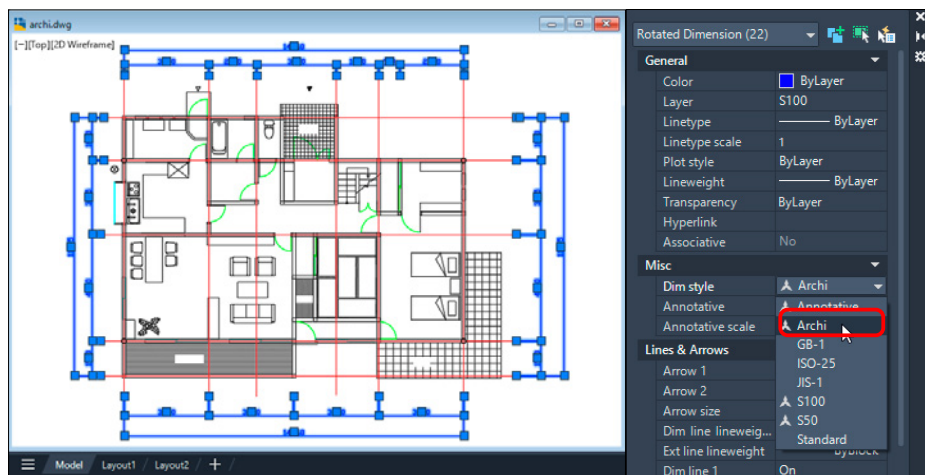 archi.dwg
[−][Top][2D Wireframe]
Model Layout1 Layout2 +
Rotated Dimension (22)
General
Color ByLayer
Layer S100
Linetype ByLayer
Linetype scale 1
Plot style ByLayer
Lineweight ByLayer
Transparency ByLayer
Hyperlink
Associative No
Misc
Dim style Archi
Annotative Annotative
Annotative scale Archi
GB-1
Lines & Arrows ISO-25
Arrow 1 JIS-1
Arrow 2 S100
Arrow size S50
Dim line lineweig... Standard
Ext line lineweight ByBlock
Dim line 1 On